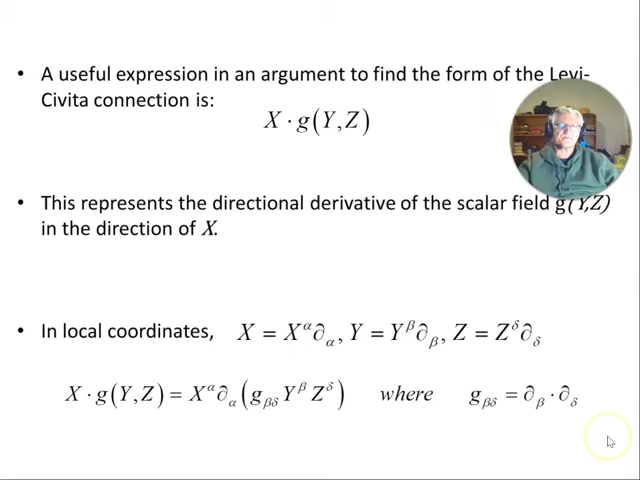 • A useful expression in an argument to find the form of the Levi-
Civita connection is:
X · g(Y, Z)
• This represents the directional derivative of the scalar field g(Y,Z)
in the direction of X.
• In local coordinates, X = X^α ∂_α, Y = Y^β ∂_β, Z = Z^δ ∂_δ
X · g(Y, Z) = X^α ∂_α (g_βδ Y^β Z^δ) where g_βδ = ∂_β · ∂_δ